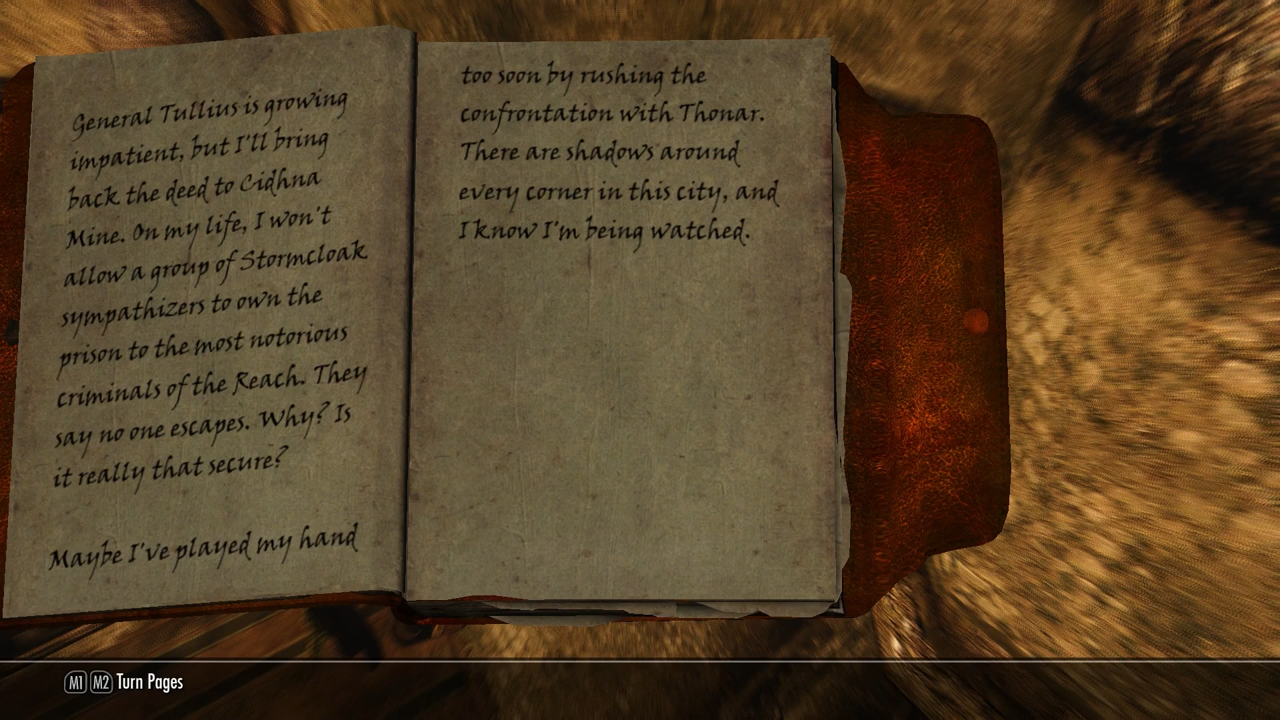 General Tullius is growing
impatient, but I'll bring
back the deed to Cidhna
Mine. On my life, I won't
allow a group of Stormcloak
sympathizers to own the
prison to the most notorious
criminals of the Reach. They
say no one escapes. Why? Is
it really that secure?
Maybe I've played my hand
too soon by rushing the
confrontation with Thonar.
There are shadows around
every corner in this city, and
I know I'm being watched.
M1 M2 Turn Pages